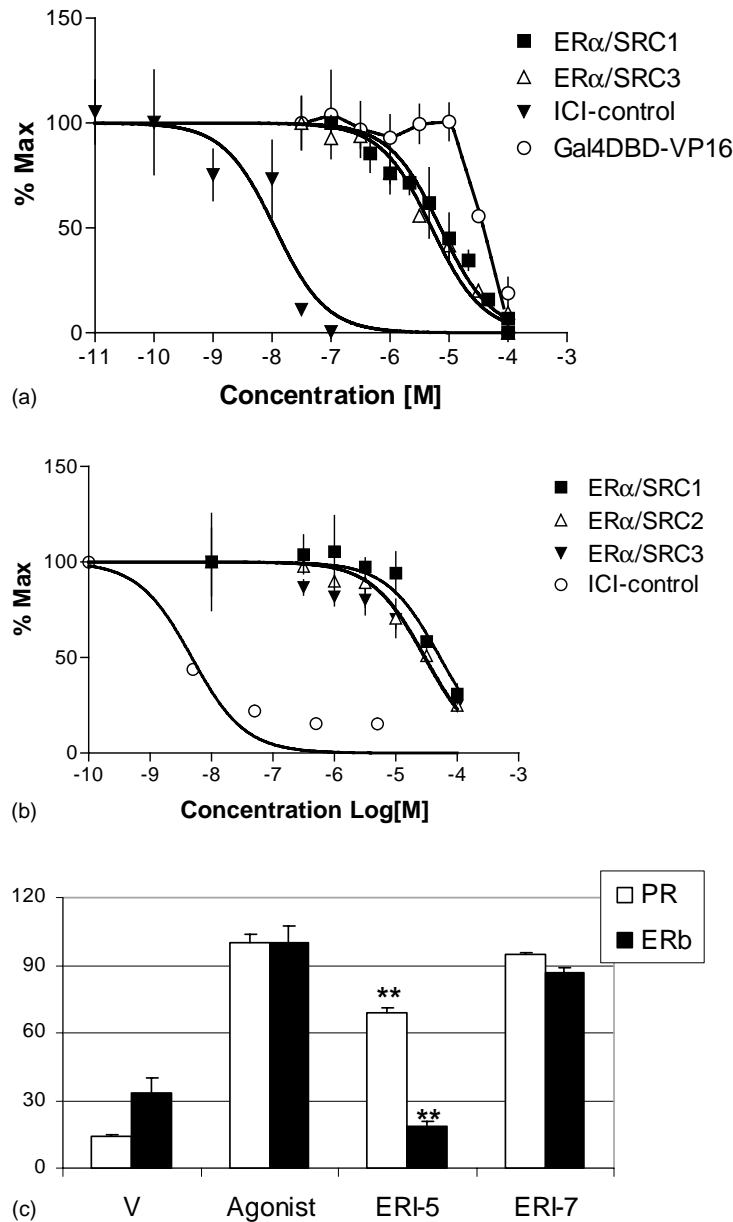 150
100
50
0
% Max
-11 -10 -9 -8 -7 -6 -5 -4 -3
Concentration [M]
ERα/SRC1
ERα/SRC3
ICI-control
Gal4DBD-VP16
(a)
150
100
50
0
% Max
-10 -9 -8 -7 -6 -5 -4 -3
Concentration Log[M]
ERα/SRC1
ERα/SRC2
ERα/SRC3
ICI-control
(b)
120
90
60
30
0
PR
ERb
**
**
V Agonist ERI-5 ERI-7
(c)